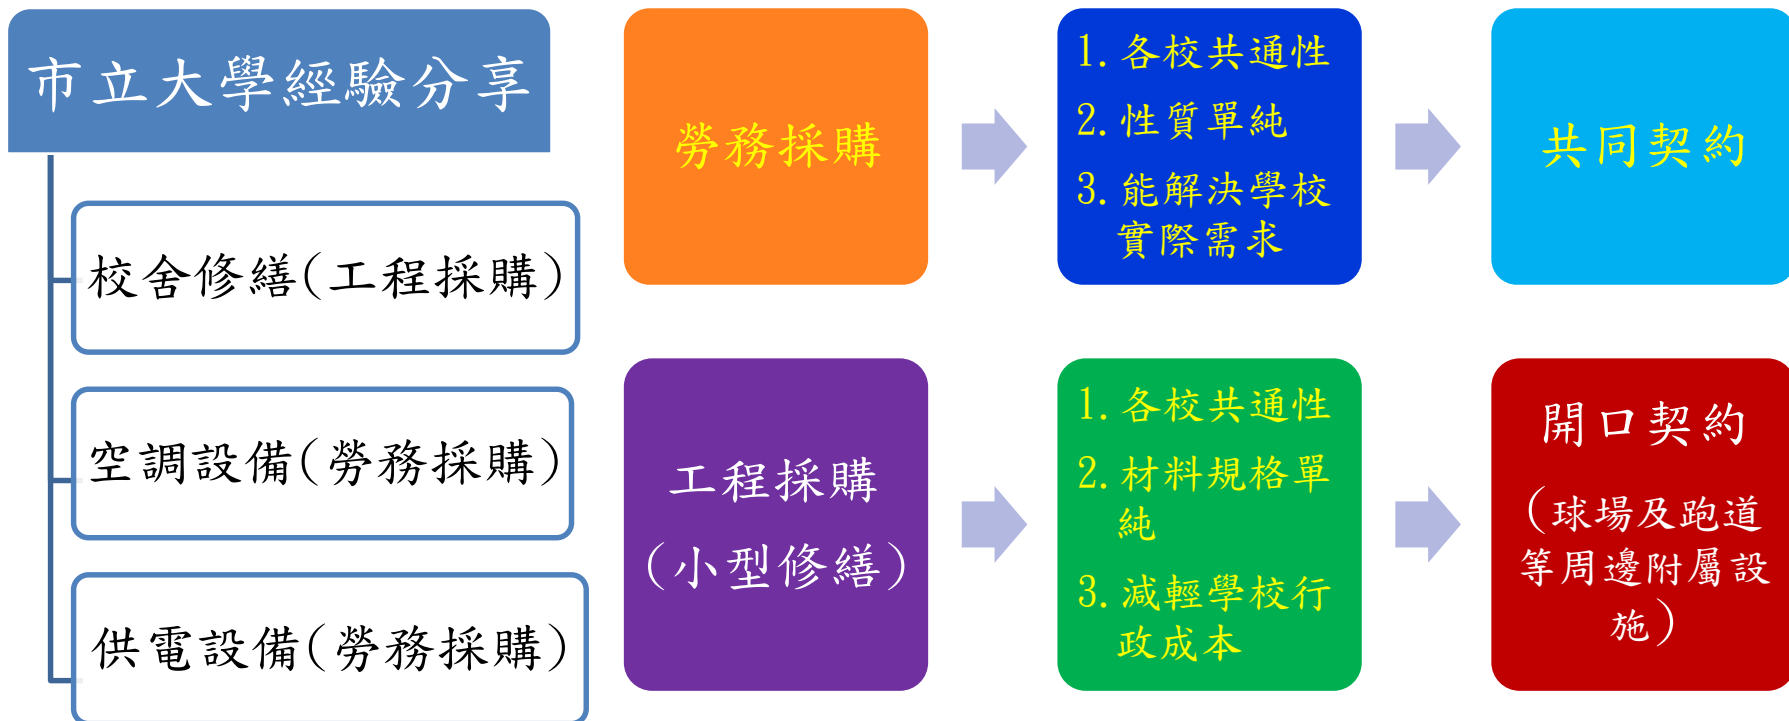 市立大學經驗分享
校舍修繕(工程採購)
空調設備(勞務採購)
供電設備(勞務採購)
勞務採購
1. 各校共通性
2. 性質單純
3. 能解決學校
實際需求
共同契約
工程採購
(小型修繕)
1. 各校共通性
2. 材料規格單
純
3. 減輕學校行
政成本
開口契約
(球場及跑道
等周邊附屬設
施)